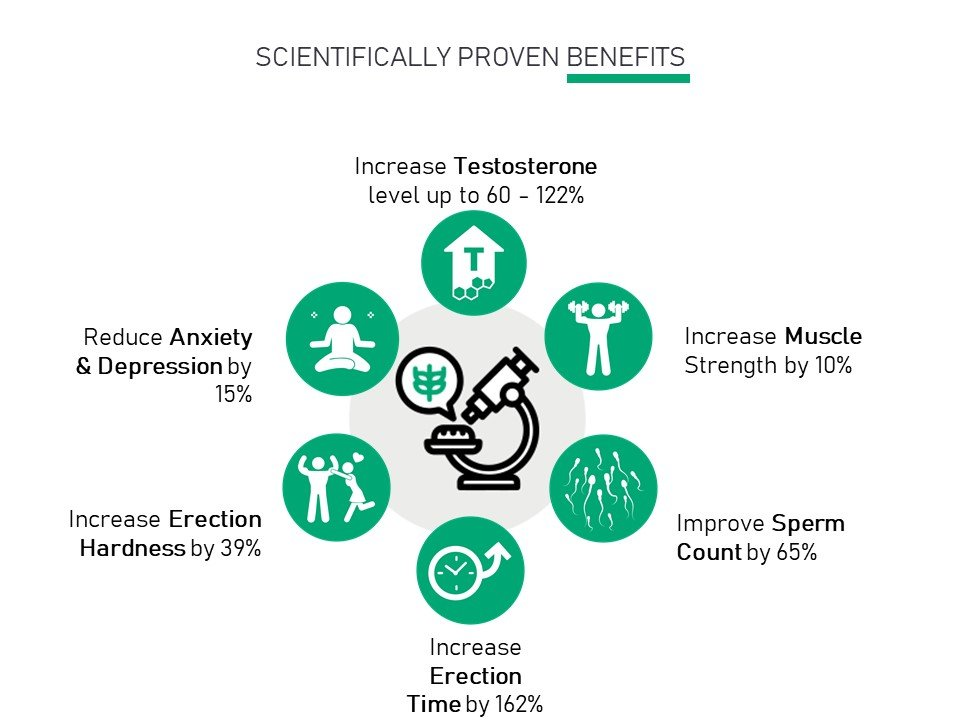 SCIENTIFICALLY PROVEN BENEFITS
Increase Testosterone
level up to 60 - 122%
T
Reduce Anxiety
& Depression by
15%
Increase Muscle
Strength by 10%
Increase Erection
Hardness by 39%
Improve Sperm
Count by 65%
Increase
Erection
Time by 162%